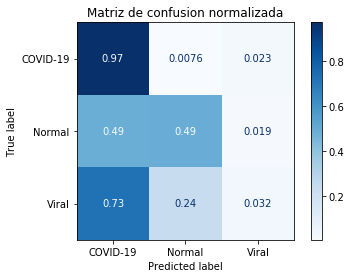 Matriz de confusion normalizada
True label
COVID-19 0.97 0.0076 0.023
Normal 0.49 0.49 0.019
Viral 0.73 0.24 0.032
COVID-19 Normal Viral
Predicted label
0.8
0.6
0.4
0.2